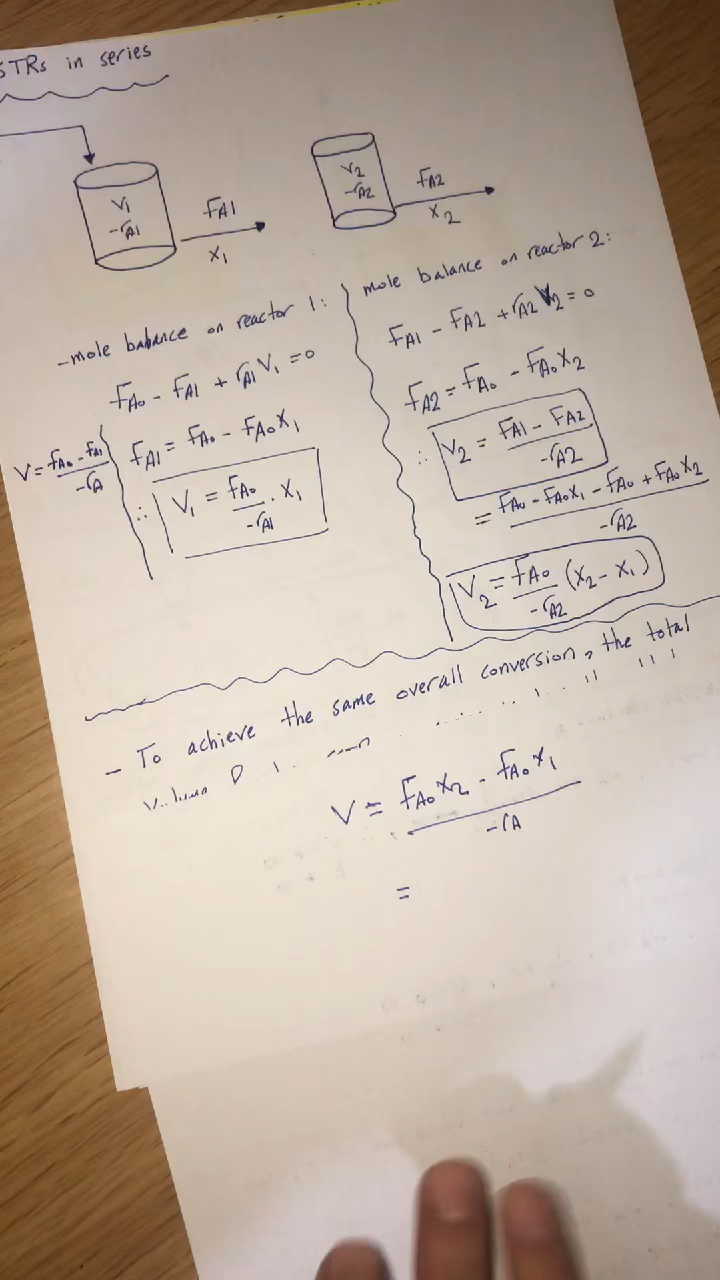 STRs in series
V1
-rA1
FA1
X1
V2
-rA2
FA2
X2
-mole balance on reactor 1:
FA0 - FA1 + rA1 V1 = 0
V = FA0 - FA1 / -rA
FA1 = FA0 - FA0 X1
∴ V1 = FA0 / -rA1 . X1
mole balance on reactor 2:
FA1 - FA2 + rA2 V2 = 0
FA2 = FA0 - FA0 X2
∴ V2 = FA1 - FA2 / -rA2
= FA0 - FA0 X1 - FA0 + FA0 X2 / -rA2
V2 = FA0 / -rA2 (X2 - X1)
- To achieve the same overall conversion, the total
V = FA0 X2 - FA0 X1 / -rA
=